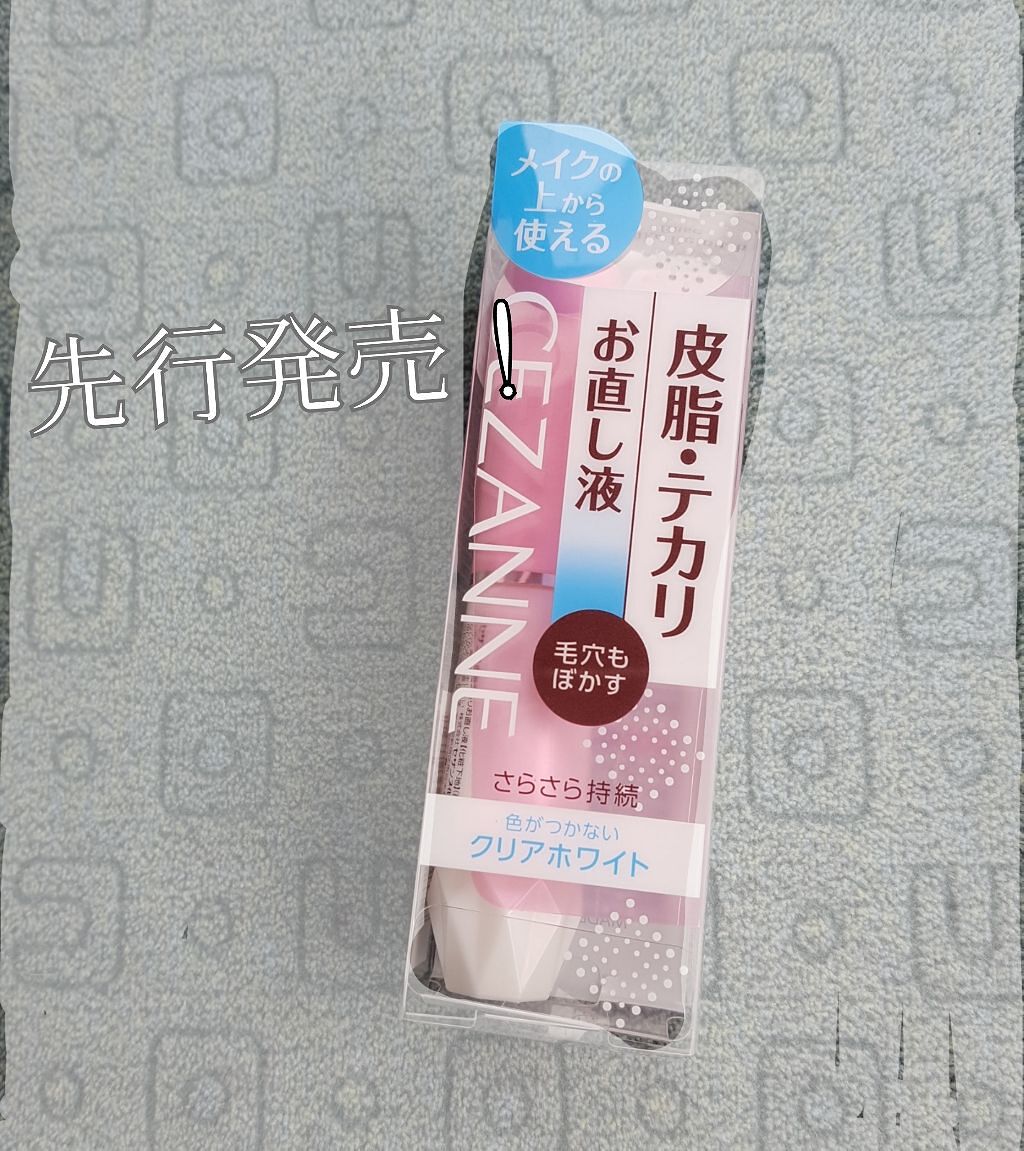 先行発売!
メイクの
上から
使える
CEZANNE
皮脂・テカリ
お直し液
毛穴も
ぼかす
さらさら持続
色がつかない
クリアホワイト